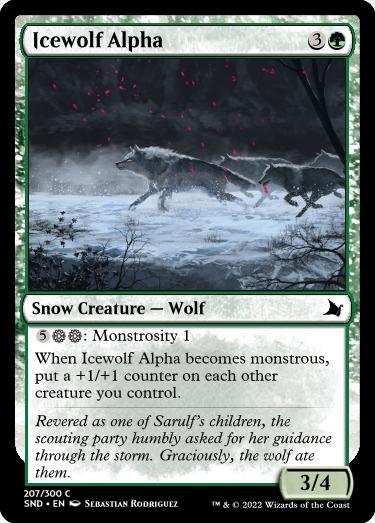 Icewolf Alpha 3
Snow Creature — Wolf
5: Monstrosity 1
When Icewolf Alpha becomes monstrous,
put a +1/+1 counter on each other
creature you control.
Revered as one of Sarulf's children, the
scouting party humbly asked for her guidance
through the storm. Graciously, the wolf ate
them.
3/4
207/300 C
SND • EN Sebastian Rodriguez ™ & © 2022 Wizards of the Coast